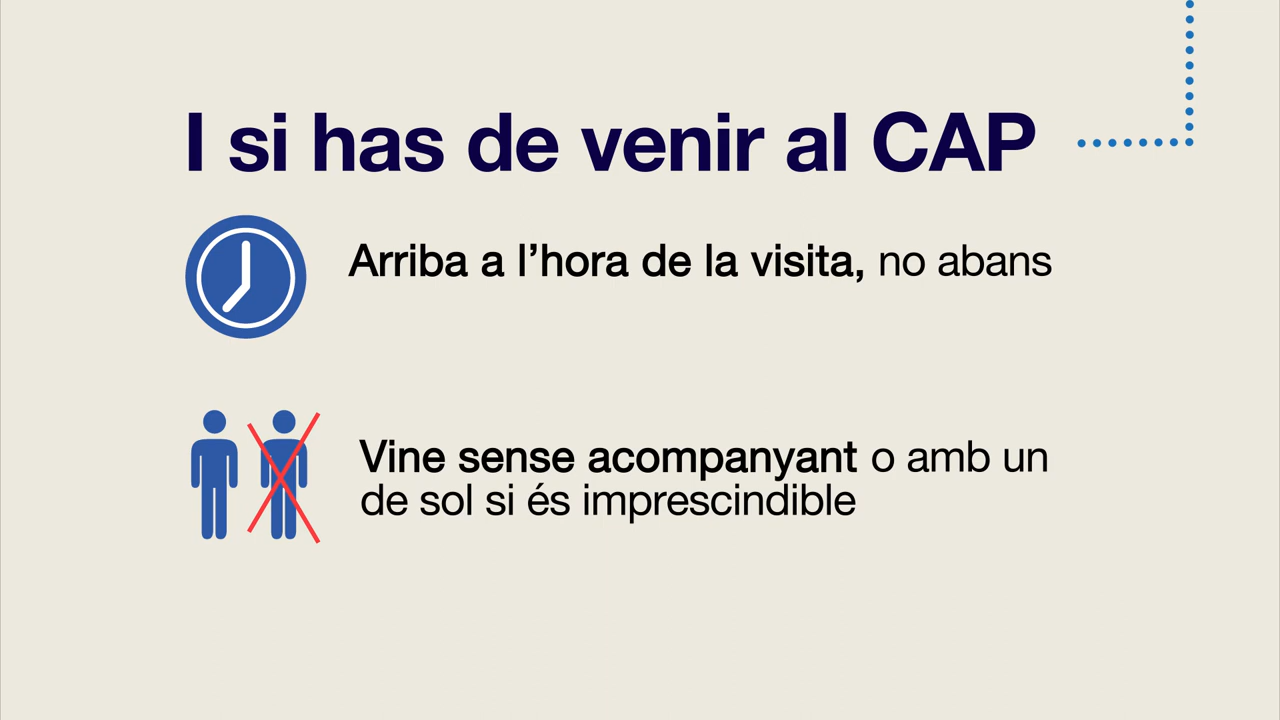 I si has de venir al CAP
Arriba a l’hora de la visita, no abans
Vine sense acompanyant o amb un
de sol si és imprescindible